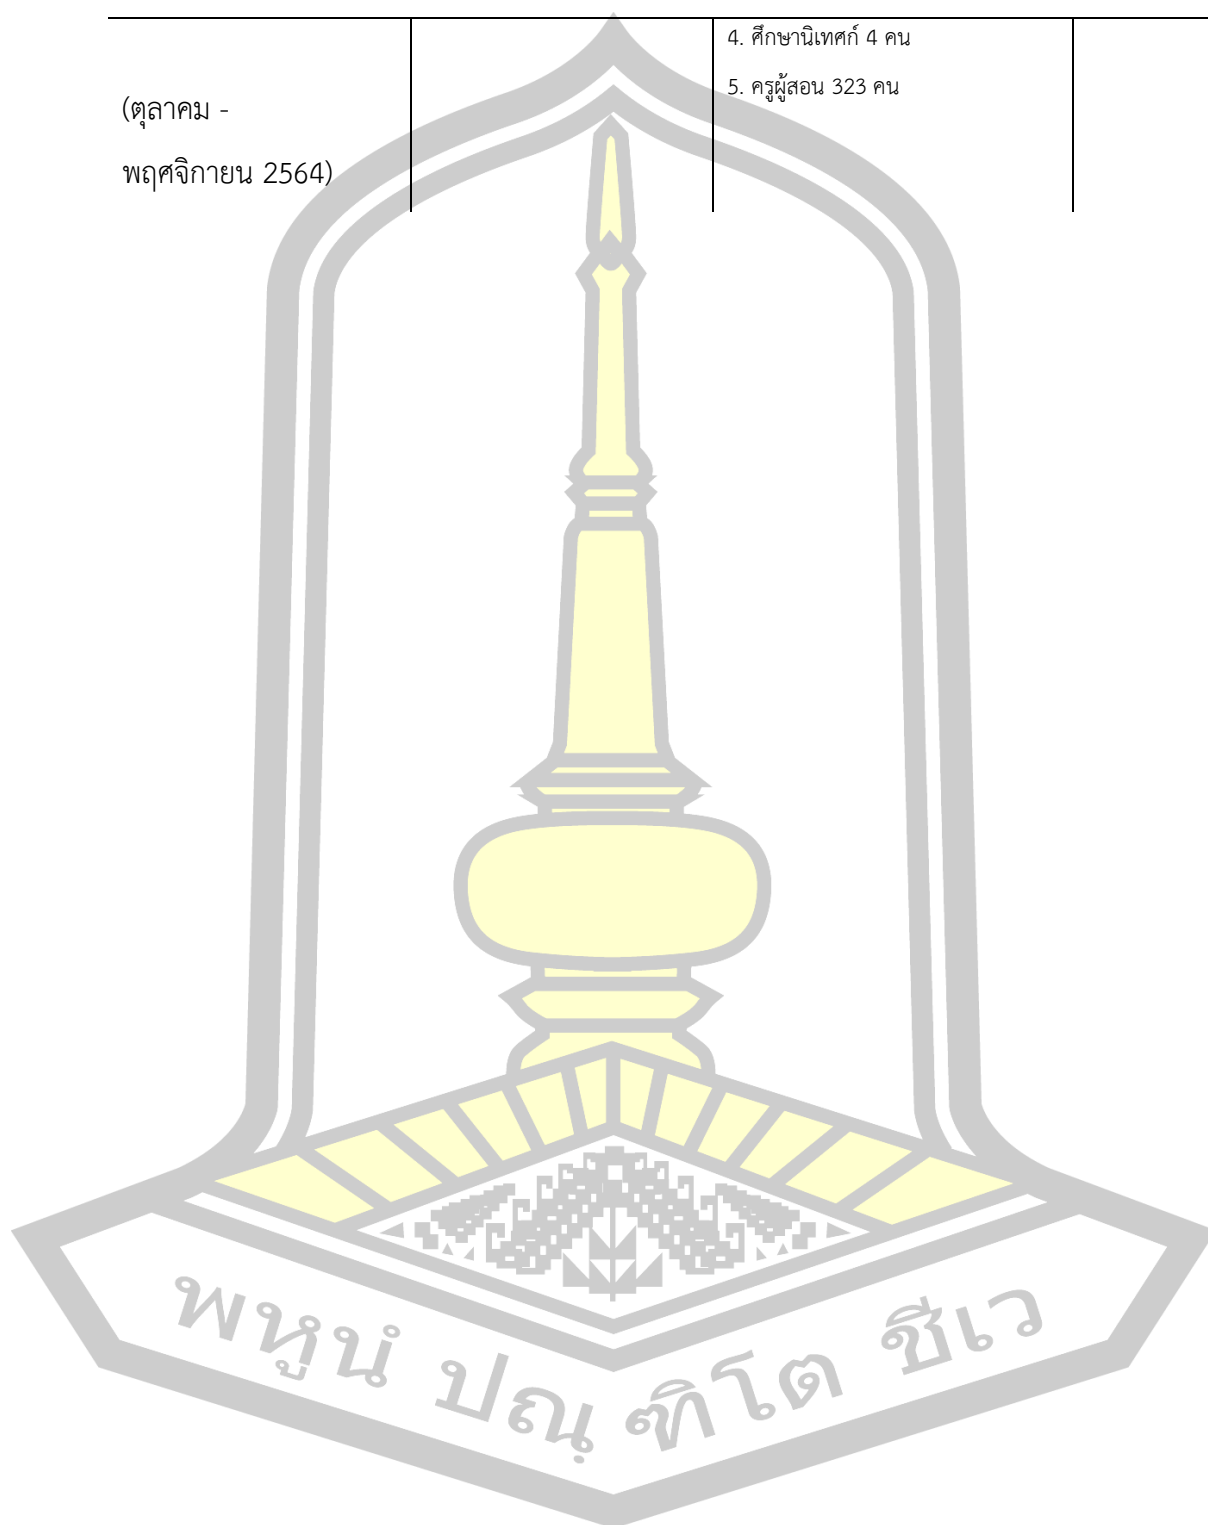 4. ศึกษานิเทศก์ 4 คน
5. ครูผู้สอน 323 คน
(ตุลาคม -
พฤศจิกายน 2564)
พหูนํ ปณฺฑิโต ชีเว